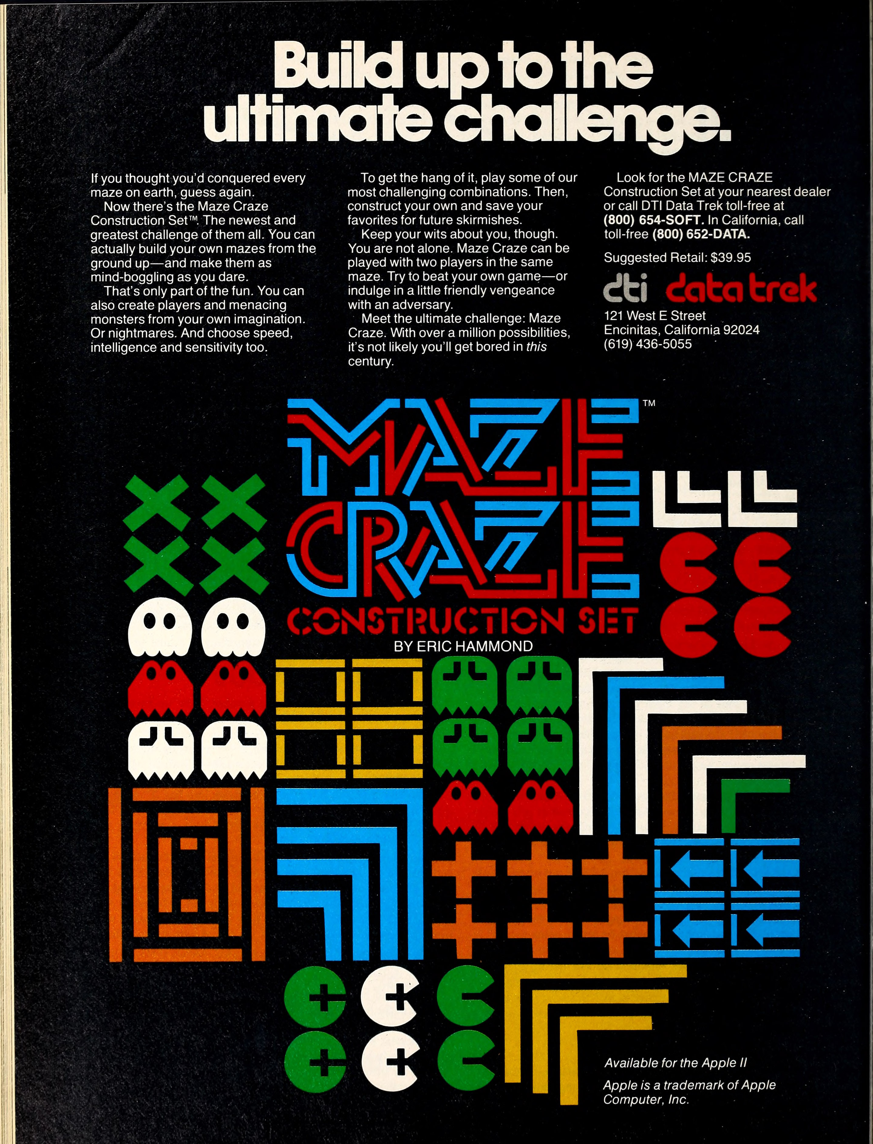 Build up to the
ultimate challenge.
If you thought you'd conquered every
maze on earth, guess again.
Now there's the Maze Craze
Construction Set™. The newest and
greatest challenge of them all. You can
actually build your own mazes from the
ground up—and make them as
mind-boggling as you dare.
That's only part of the fun. You can
also create players and menacing
monsters from your own imagination.
Or nightmares. And choose speed,
intelligence and sensitivity too.
To get the hang of it, play some of our
most challenging combinations. Then,
construct your own and save your
favorites for future skirmishes.
Keep your wits about you, though.
You are not alone. Maze Craze can be
played with two players in the same
maze. Try to beat your own game—or
indulge in a little friendly vengeance
with an adversary.
Meet the ultimate challenge: Maze
Craze. With over a million possibilities,
it's not likely you'll get bored in this
century.
Look for the MAZE CRAZE
Construction Set at your nearest dealer
or call DTI Data Trek toll-free at
(800) 654-SOFT. In California, call
toll-free (800) 652-DATA.
Suggested Retail: $39.95
dti data trek
121 West E Street
Encinitas, California 92024
(619) 436-5055
MAZE™
CRAZE
CONSTRUCTION SET
BY ERIC HAMMOND
Available for the Apple II
Apple is a trademark of Apple
Computer, Inc.